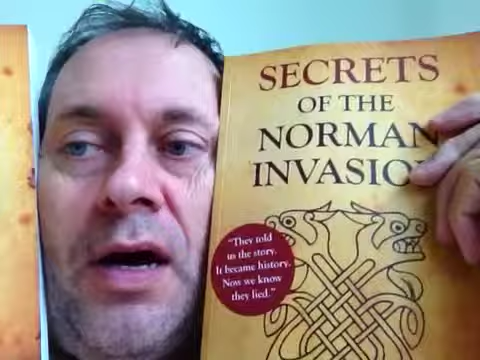 SECRETS
OF THE
NORMAN
INVASIO
"They told
us the story.
It became history.
Now we know
they lied."